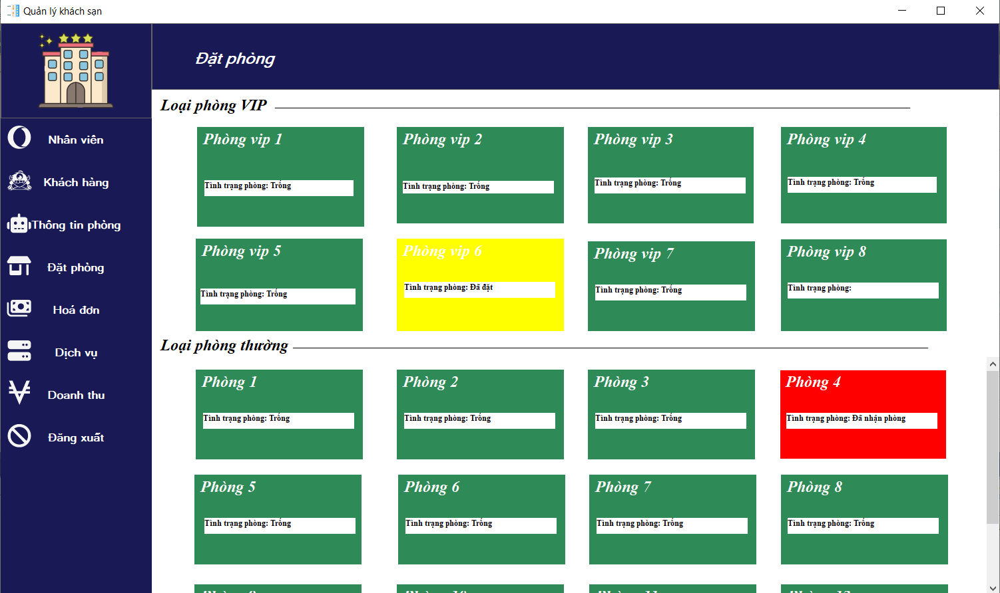 Quản lý khách sạn
Đặt phòng
Nhân viên
Khách hàng
Thông tin phòng
Đặt phòng
Hoá đơn
Dịch vụ
Doanh thu
Đăng xuất
Loại phòng VIP
Phòng vip 1
Tình trạng phòng: Trống
Phòng vip 2
Tình trạng phòng: Trống
Phòng vip 3
Tình trạng phòng: Trống
Phòng vip 4
Tình trạng phòng: Trống
Phòng vip 5
Tình trạng phòng: Trống
Phòng vip 6
Tình trạng phòng: Đã đặt
Phòng vip 7
Tình trạng phòng: Trống
Phòng vip 8
Tình trạng phòng:
Loại phòng thường
Phòng 1
Tình trạng phòng: Trống
Phòng 2
Tình trạng phòng: Trống
Phòng 3
Tình trạng phòng: Trống
Phòng 4
Tình trạng phòng: Đã nhận phòng
Phòng 5
Tình trạng phòng: Trống
Phòng 6
Tình trạng phòng: Trống
Phòng 7
Tình trạng phòng: Trống
Phòng 8
Tình trạng phòng: Trống